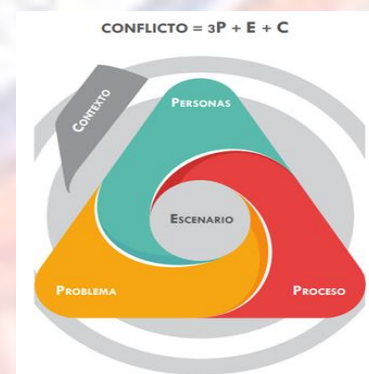 CONFLICTO = 3P + E + C
CONTEXTO
PERSONAS
ESCENARIO
PROBLEMA
PROCESO